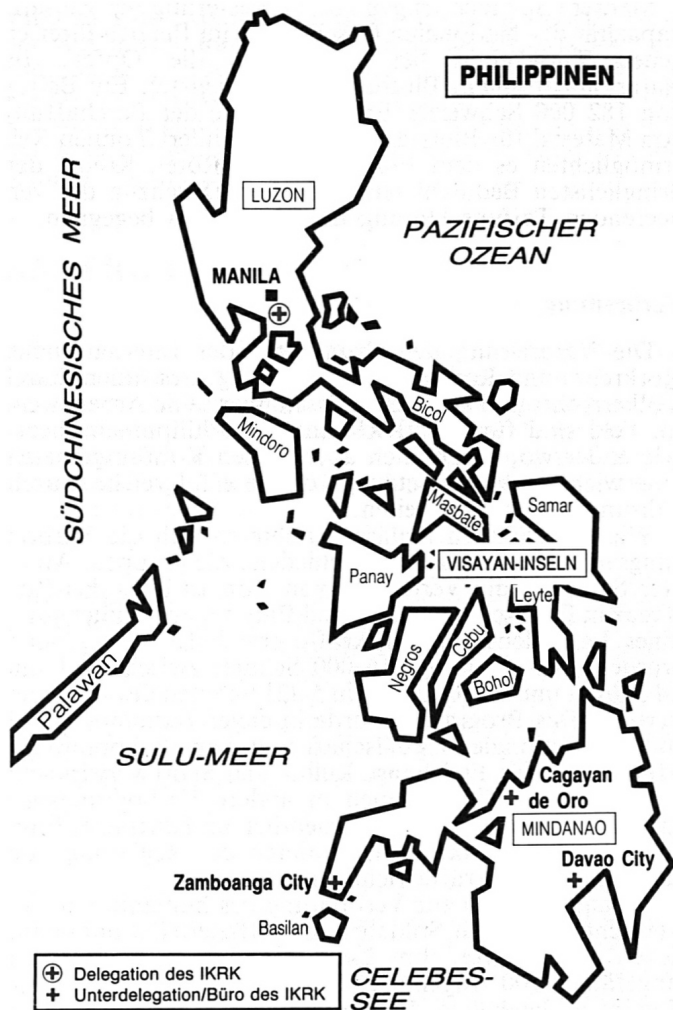 PHILIPPINEN
LUZON
SÜDCHINESISCHES MEER
PAZIFISCHER
OZEAN
MANILA
Bicol
Mindoro
Masbate
Samar
VISAYAN-INSELN
Panay
Leyte
Cebu
Negros
Bohol
Palawan
SULU-MEER
Cagayan
de Oro
MINDANAO
Davao City
Zamboanga City
Basilan
CELEBES-
SEE
Delegation des IKRK
Unterdelegation/Büro des IKRK